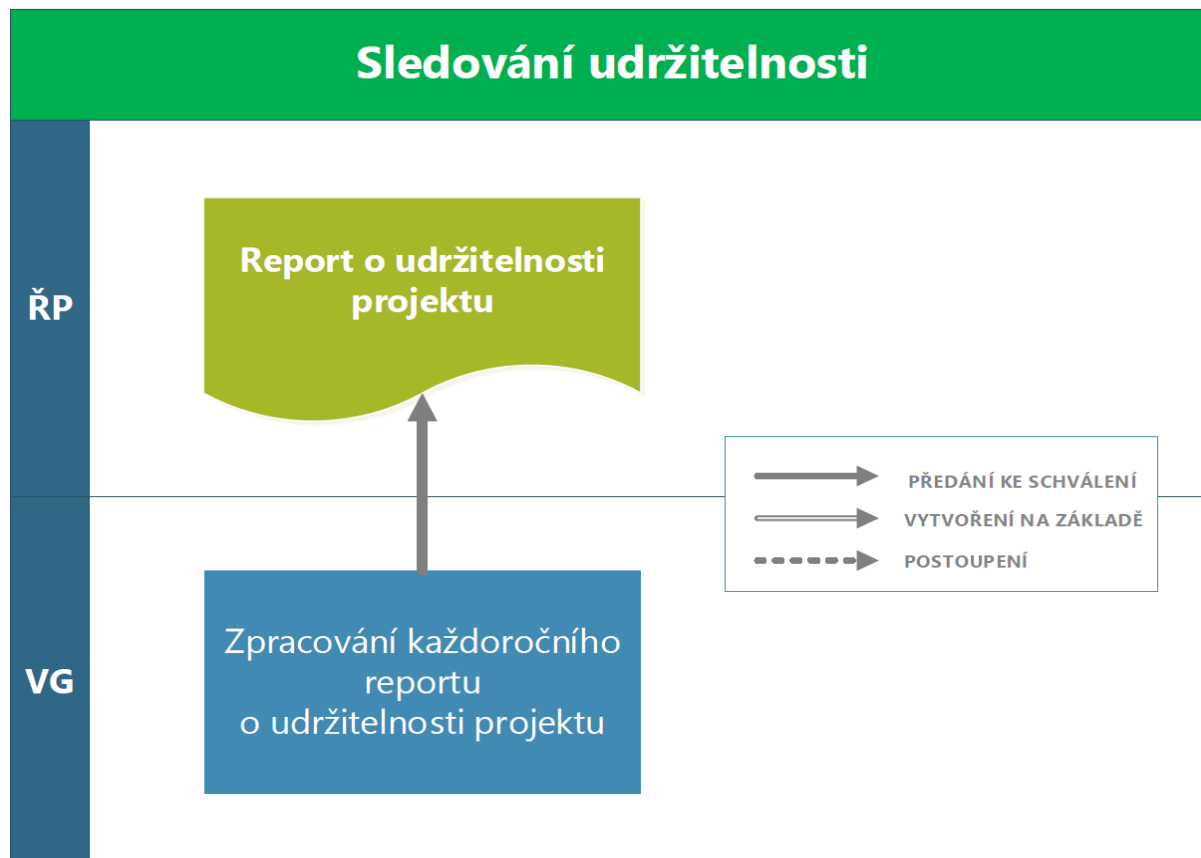 Sledování udržitelnosti
ŘP
Report o udržitelnosti
projektu
PŘEDÁNÍ KE SCHVÁLENÍ
VYTVOŘENÍ NA ZÁKLADĚ
POSTOUPENÍ
VG
Zpracování každoročního
reportu
o udržitelnosti projektu